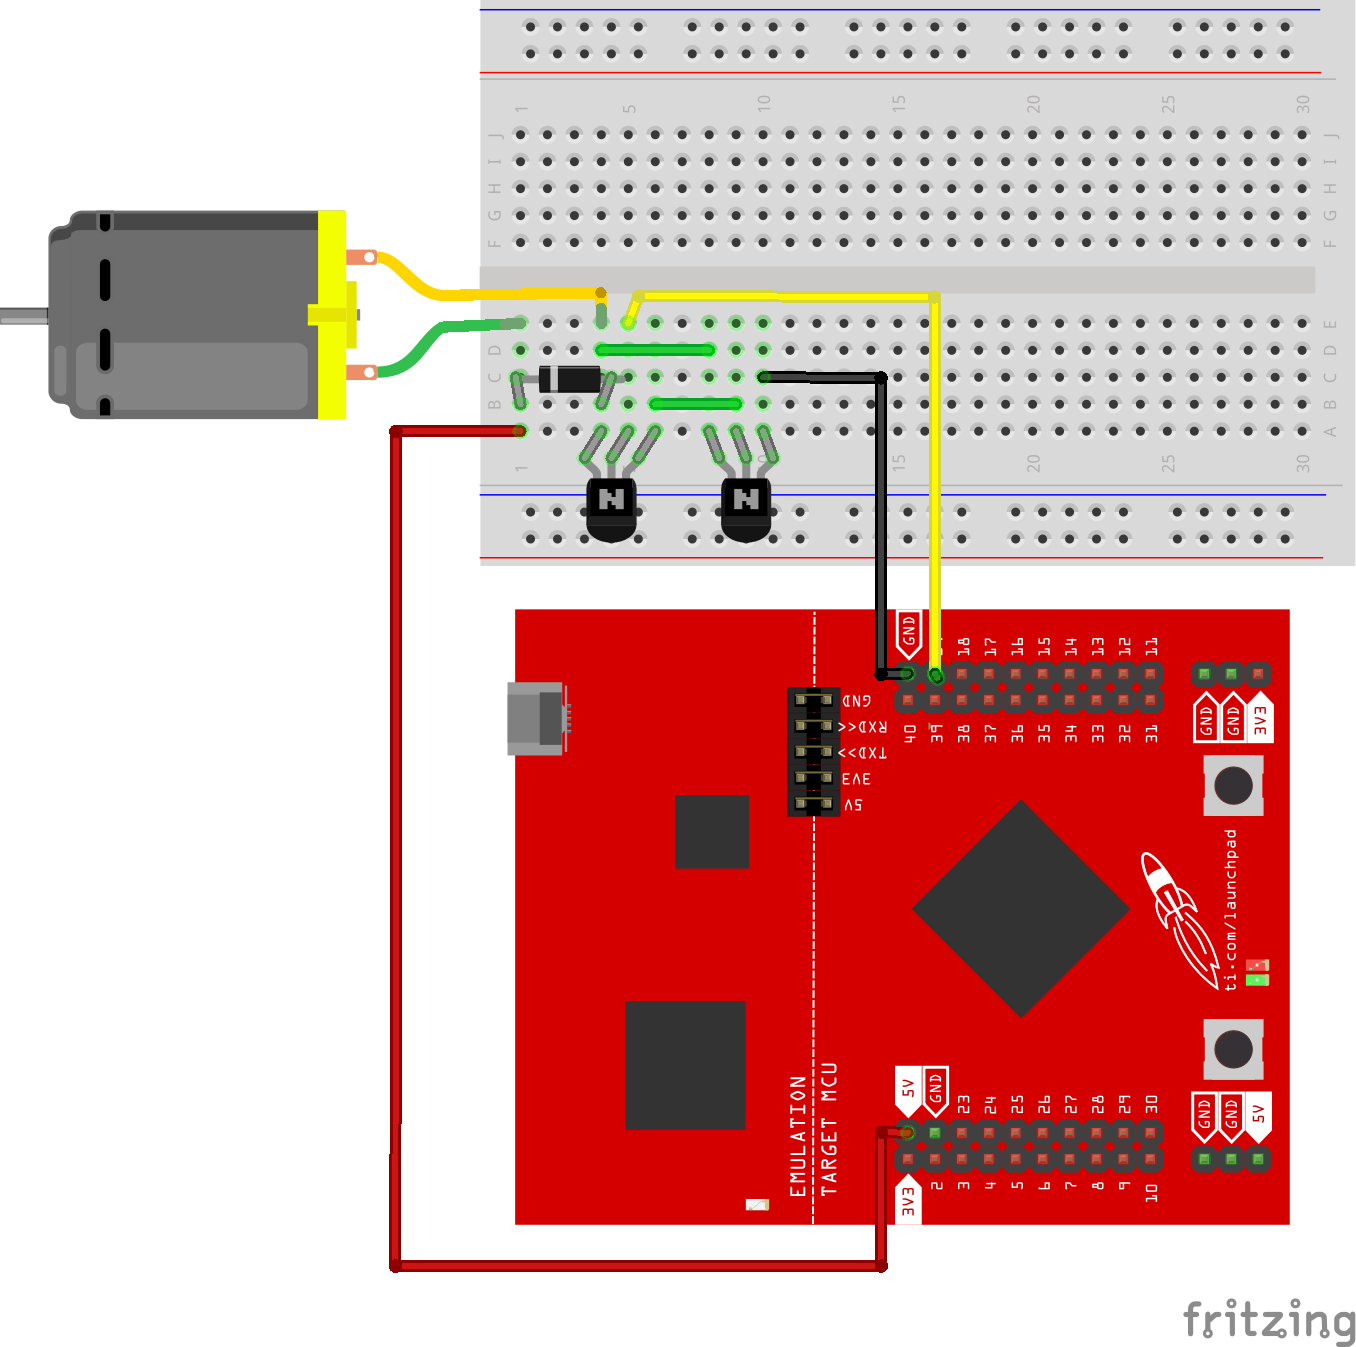 1 5 10 15 20 25 30
J J
I I
H H
G G
F F
E E
D D
C C
B B
A A
1 15 20 25 30
N N
GND 18 17 16 15 14 13 12 11
40 39 38 37 36 35 34 33 32 31
GND GND 3V3
GND
RXD<<
TXD>>
3V3
5V
ti.com/launchpad
EMULATION
TARGET MCU
5V GND 23 24 25 26 27 28 29 30
3V3 2 3 4 5 6 7 8 9 10
GND GND 5V
fritzing